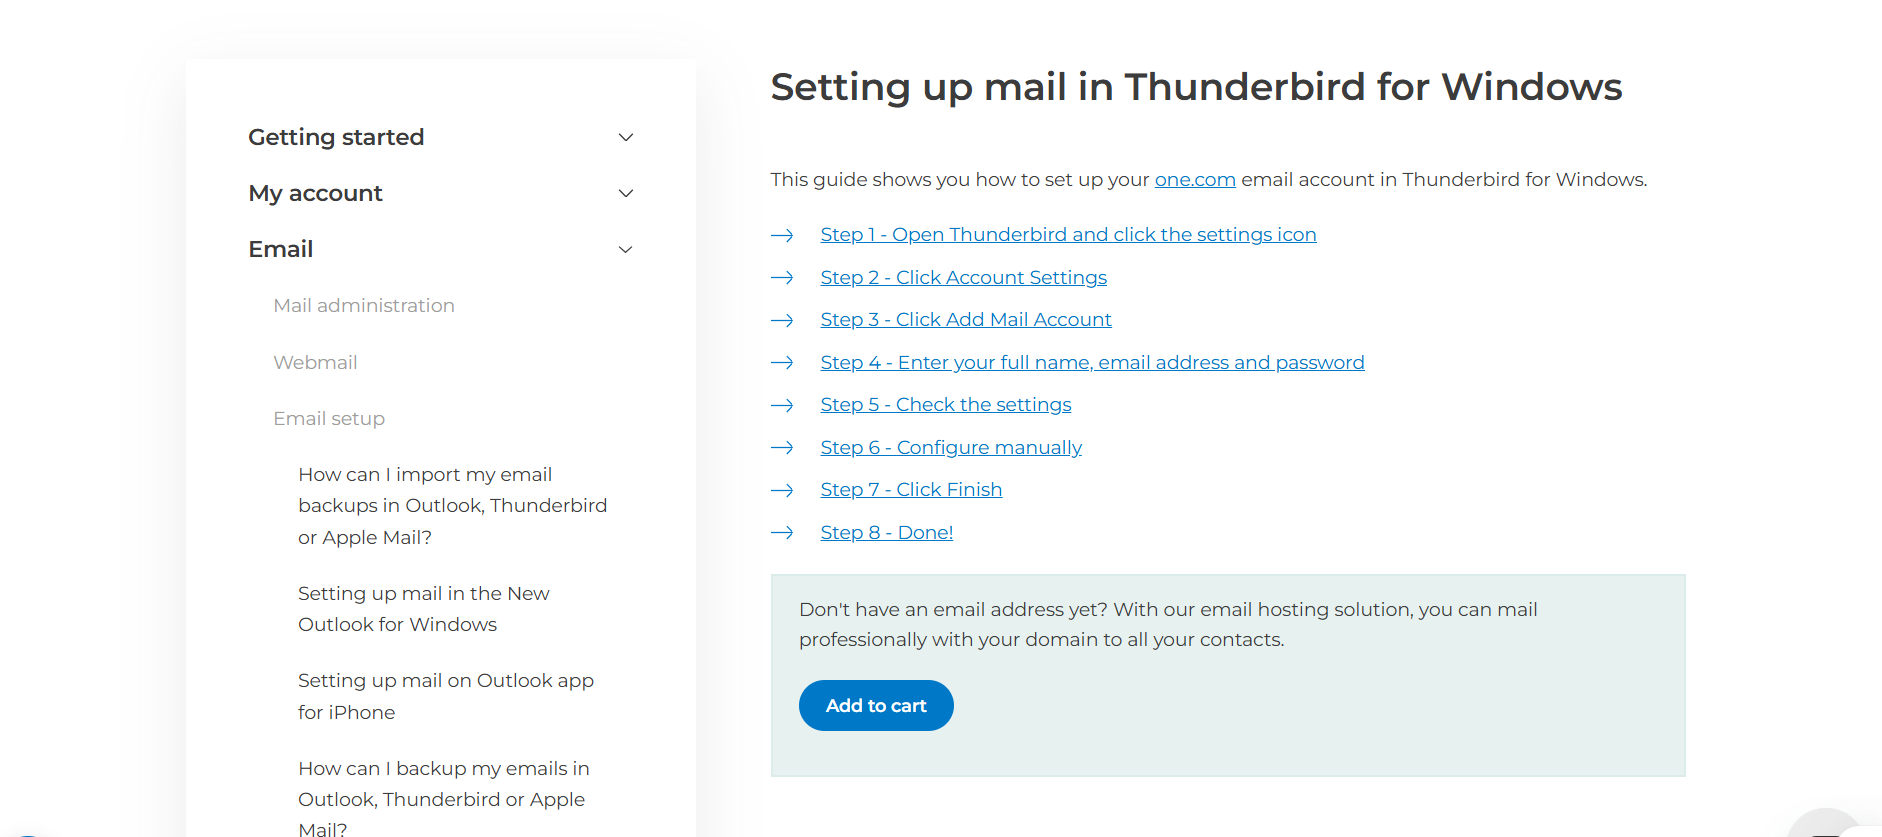 Getting started
My account
Email
Mail administration
Webmail
Email setup
How can I import my email
backups in Outlook, Thunderbird
or Apple Mail?
Setting up mail in the New
Outlook for Windows
Setting up mail on Outlook app
for iPhone
How can I backup my emails in
Outlook, Thunderbird or Apple
Mail?
Setting up mail in Thunderbird for Windows
This guide shows you how to set up your one.com email account in Thunderbird for Windows.
Step 1 - Open Thunderbird and click the settings icon
Step 2 - Click Account Settings
Step 3 - Click Add Mail Account
Step 4 - Enter your full name, email address and password
Step 5 - Check the settings
Step 6 - Configure manually
Step 7 - Click Finish
Step 8 - Done!
Don't have an email address yet? With our email hosting solution, you can mail
professionally with your domain to all your contacts.
Add to cart